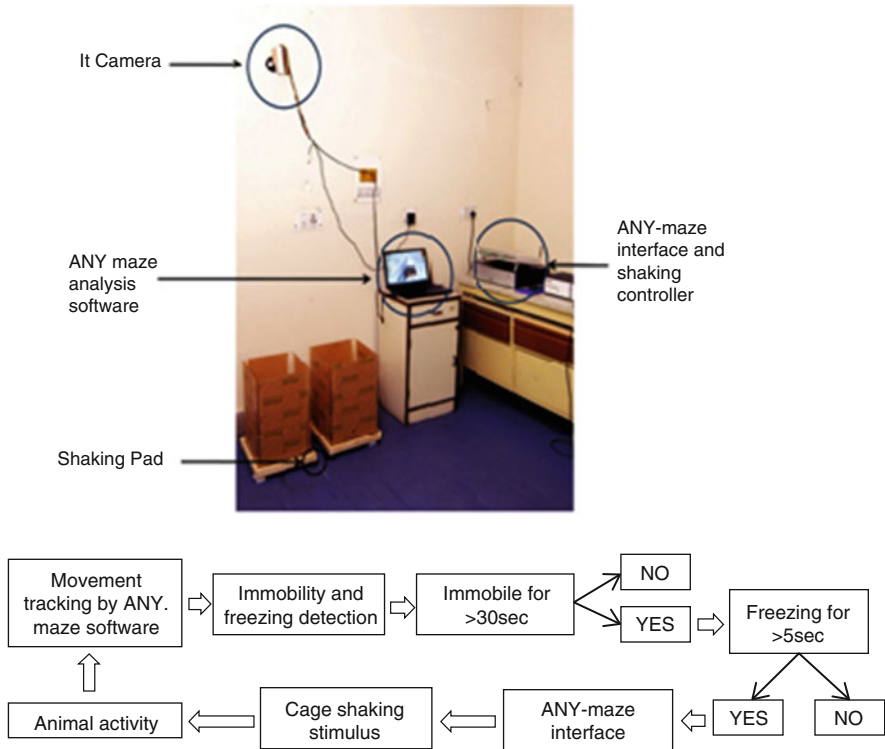 It Camera
ANY maze
analysis
software
ANY-maze
interface and
shaking
controller
Shaking Pad
Movement
tracking by ANY.
maze software
Immobility and
freezing detection
Immobile for
>30sec
NO
YES
Freezing for
>5sec
YES
NO
ANY-maze
interface
Cage shaking
stimulus
Animal activity